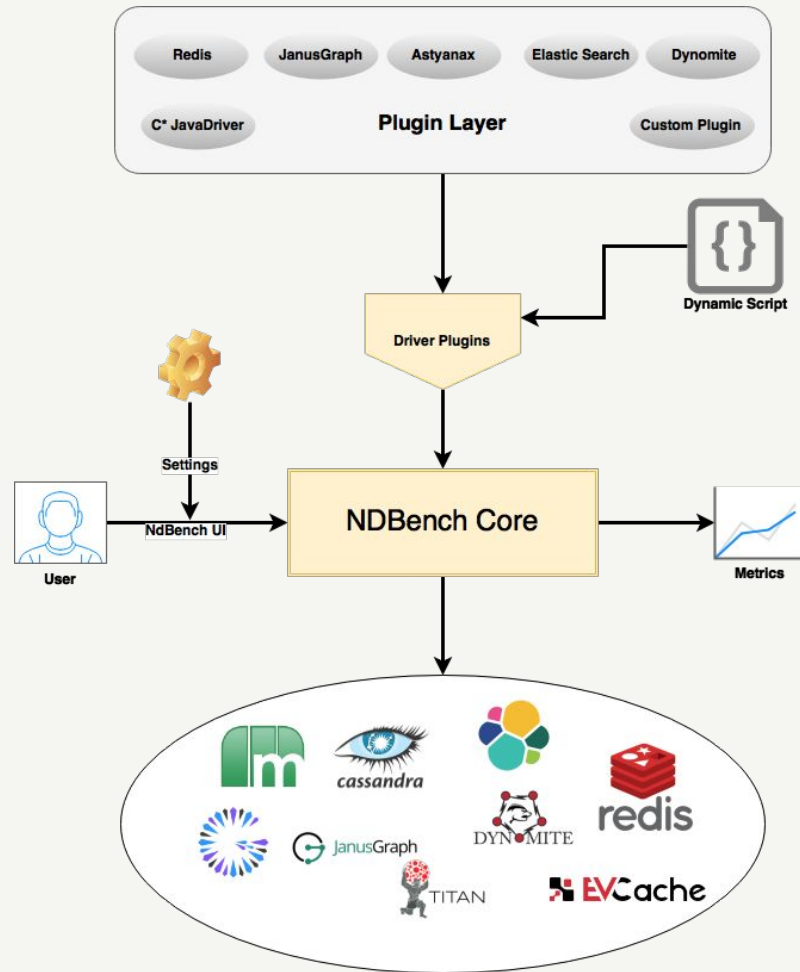 Redis
JanusGraph
Astyanax
Elastic Search
Dynomite
C* JavaDriver
Plugin Layer
Custom Plugin
Dynamic Script
Driver Plugins
Settings
NdBench UI
NDBench Core
User
Metrics
m
cassandra
redis
DYNOMITE
JanusGraph
TITAN
EVCache